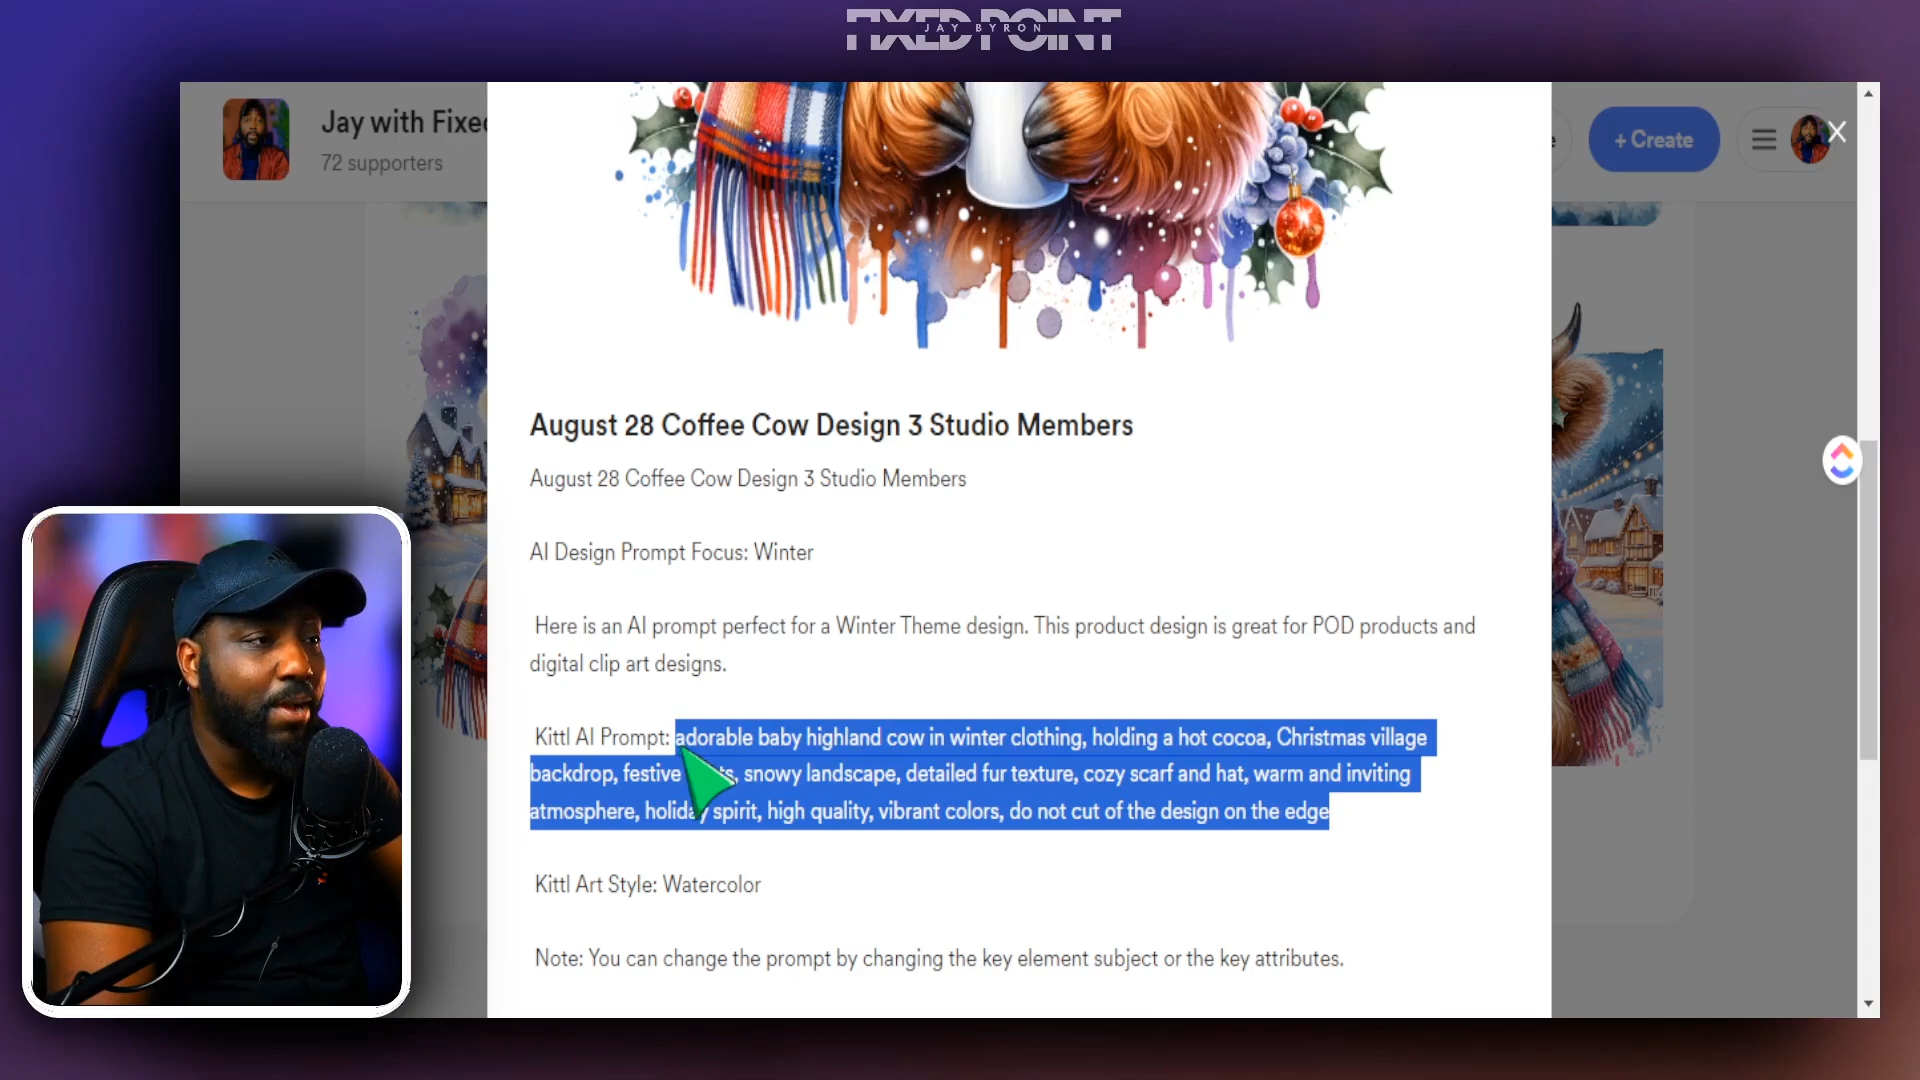 FIXED POINT
JAY BYRON
Jay with Fixe
72 supporters
e
+ Create
August 28 Coffee Cow Design 3 Studio Members
August 28 Coffee Cow Design 3 Studio Members
AI Design Prompt Focus: Winter
Here is an AI prompt perfect for a Winter Theme design. This product design is great for POD products and
digital clip art designs.
Kittl AI Prompt: adorable baby highland cow in winter clothing, holding a hot cocoa, Christmas village
backdrop, festive snowy landscape, detailed fur texture, cozy scarf and hat, warm and inviting
atmosphere, holiday spirit, high quality, vibrant colors, do not cut of the design on the edge
Kittl Art Style: Watercolor
Note: You can change the prompt by changing the key element subject or the key attributes.